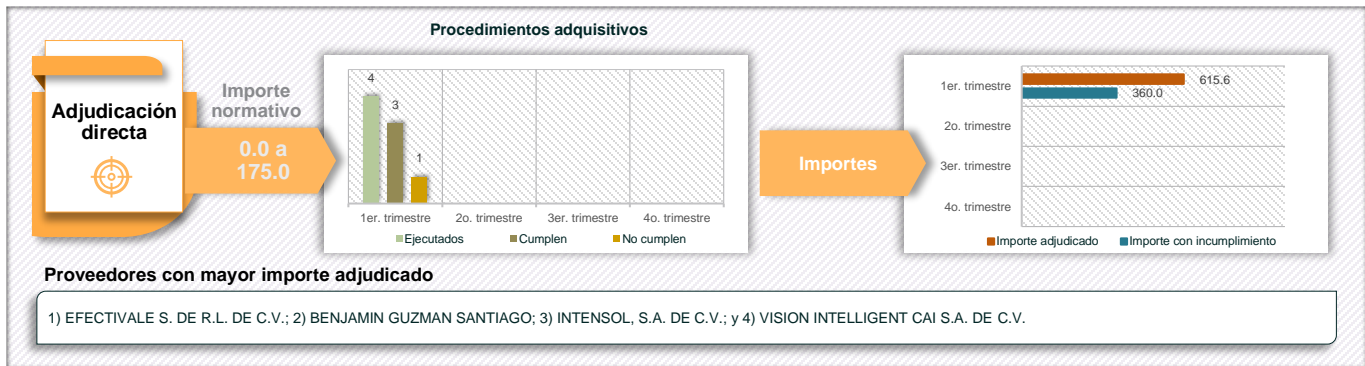 Procedimientos adquisitivos
Adjudicación
directa
Importe
normativo
0.0 a
175.0
4
3
1
1er. trimestre
2o. trimestre
3er. trimestre
4o. trimestre
Ejecutados
Cumplen
No cumplen
Importes
1er. trimestre
615.6
360.0
2o. trimestre
3er. trimestre
4o. trimestre
Importe adjudicado
Importe con incumplimiento
Proveedores con mayor importe adjudicado
1) EFECTIVALE S. DE R.L. DE C.V.; 2) BENJAMIN GUZMAN SANTIAGO; 3) INTENSOL, S.A. DE C.V.; y 4) VISION INTELLIGENT CAI S.A. DE C.V.